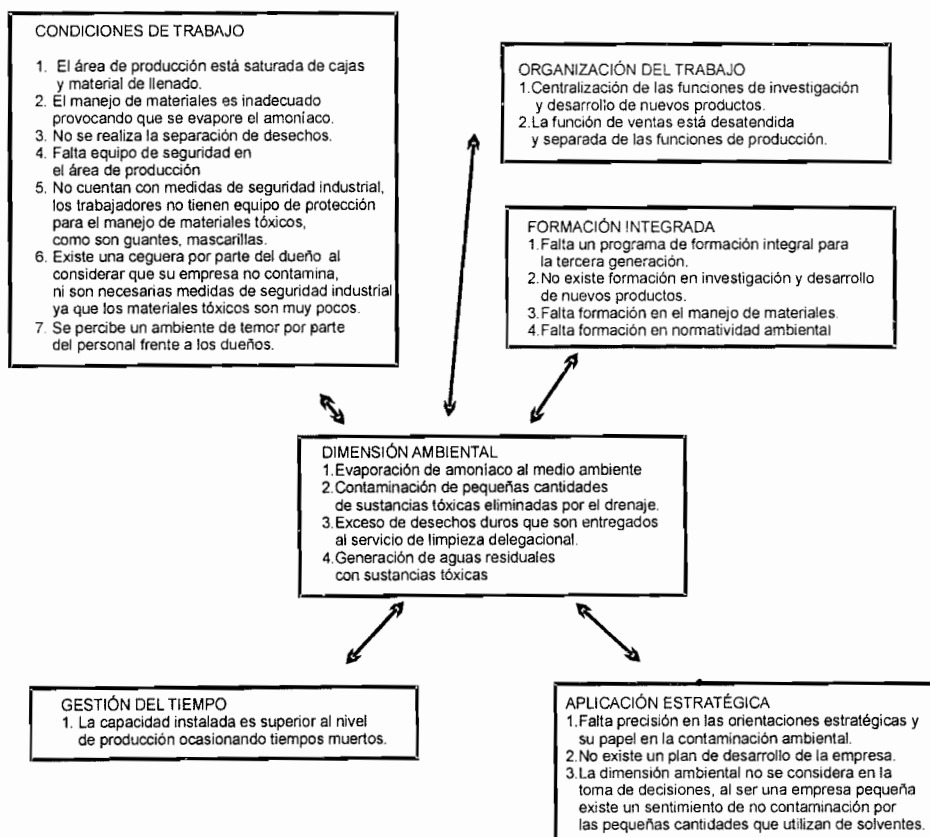 CONDICIONES DE TRABAJO
1. El área de producción está saturada de cajas
y material de llenado.
2. El manejo de materiales es inadecuado
provocando que se evapore el amoníaco.
3. No se realiza la separación de desechos.
4. Falta equipo de seguridad en
el área de producción
5. No cuentan con medidas de seguridad industrial,
los trabajadores no tienen equipo de protección
para el manejo de materiales tóxicos,
como son guantes, mascarillas.
6. Existe una ceguera por parte del dueño al
considerar que su empresa no contamina,
ni son necesarias medidas de seguridad industrial
ya que los materiales tóxicos son muy pocos.
7. Se percibe un ambiente de temor por parte
del personal frente a los dueños.
ORGANIZACIÓN DEL TRABAJO
1.Centralización de las funciones de investigación
y desarrollo de nuevos productos.
2.La función de ventas está desatendida
y separada de las funciones de producción.
FORMACIÓN INTEGRADA
1.Falta un programa de formación integral para
la tercera generación.
2.No existe formación en investigación y desarrollo
de nuevos productos.
3.Falta formación en el manejo de materiales.
4.Falta formación en normatividad ambiental
DIMENSIÓN AMBIENTAL
1.Evaporación de amoníaco al medio ambiente
2.Contaminación de pequeñas cantidades
de sustancias tóxicas eliminadas por el drenaje.
3.Exceso de desechos duros que son entregados
al servicio de limpieza delegacional.
4.Generación de aguas residuales
con sustancias tóxicas
GESTIÓN DEL TIEMPO
1. La capacidad instalada es superior al nivel
de producción ocasionando tiempos muertos.
APLICACIÓN ESTRATÉGICA
1.Falta precisión en las orientaciones estratégicas y
su papel en la contaminación ambiental.
2.No existe un plan de desarrollo de la empresa.
3.La dimensión ambiental no se considera en la
toma de decisiones, al ser una empresa pequeña
existe un sentimiento de no contaminación por
las pequeñas cantidades que utilizan de solventes.